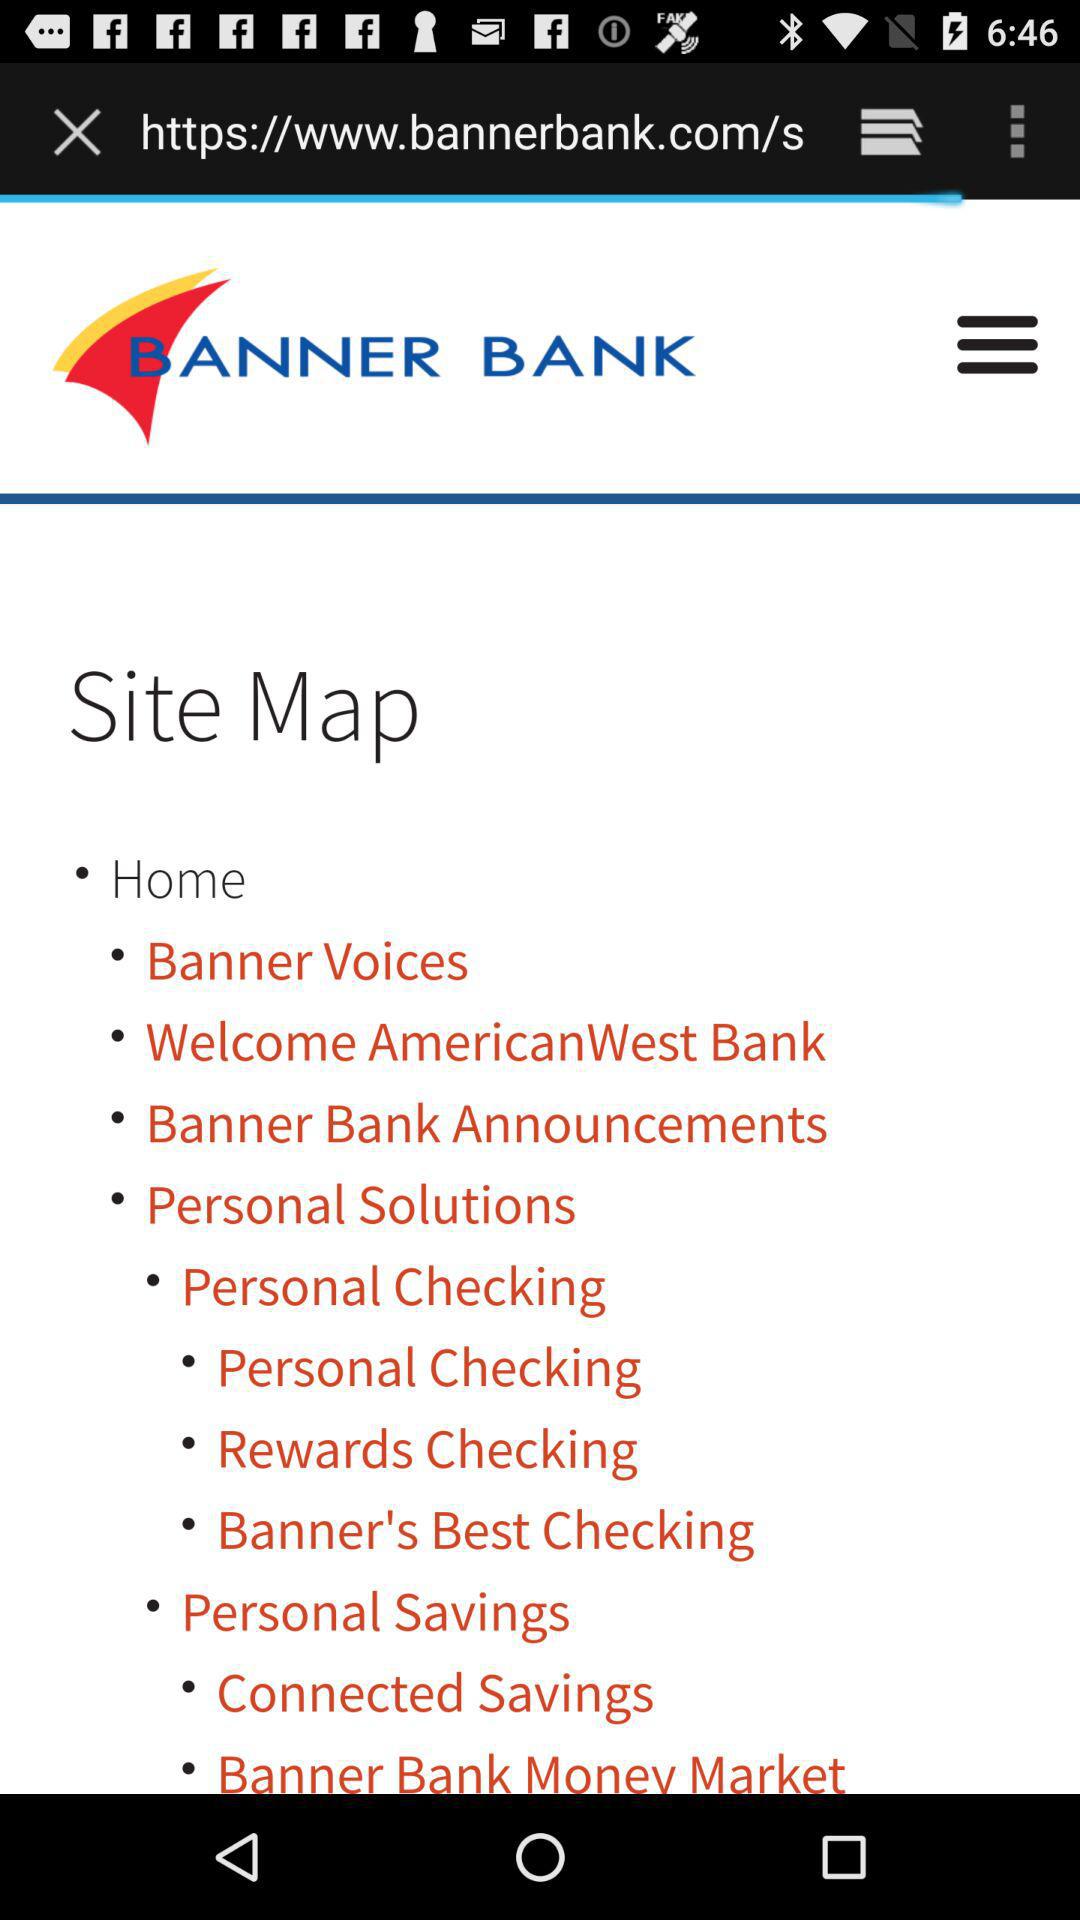 FAKE
6:46
https://www.bannerbank.com/s
BANNER BANK
Site Map
• Home
• Banner Voices
• Welcome AmericanWest Bank
• Banner Bank Announcements
• Personal Solutions
• Personal Checking
• Personal Checking
• Rewards Checking
• Banner's Best Checking
• Personal Savings
• Connected Savings
• Banner Bank Money Market